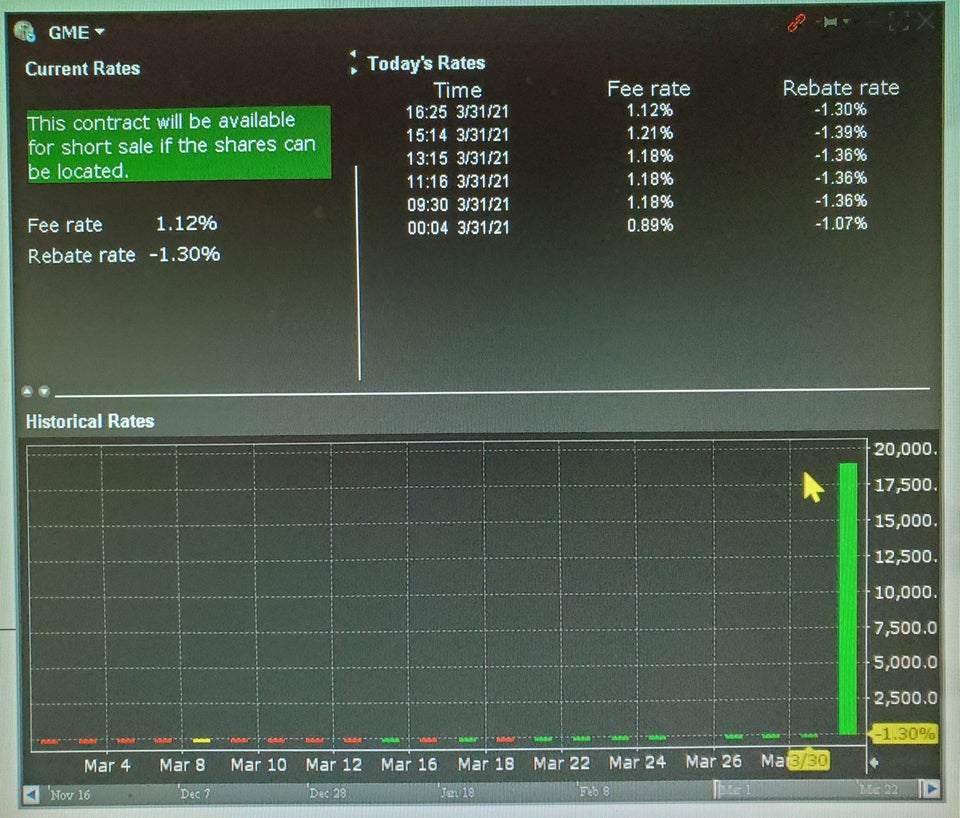 GME
Current Rates
This contract will be available
for short sale if the shares can
be located.
Fee rate 1.12%
Rebate rate -1.30%
Today's Rates
Time Fee rate Rebate rate
16:25 3/31/21 1.12% -1.30%
15:14 3/31/21 1.21% -1.39%
13:15 3/31/21 1.18% -1.36%
11:16 3/31/21 1.18% -1.36%
09:30 3/31/21 1.18% -1.36%
00:04 3/31/21 0.89% -1.07%
Historical Rates
20,000.
17,500.
15,000.
12,500.
10,000.
7,500.0
5,000.0
2,500.0
-1.30%
Mar 4 Mar 8 Mar 10 Mar 12 Mar 16 Mar 18 Mar 22 Mar 24 Mar 26 Ma 3/30
Nov 16 Dec 7 Dec 28 Jan 18 Feb 8 Mar 1 Mar 22